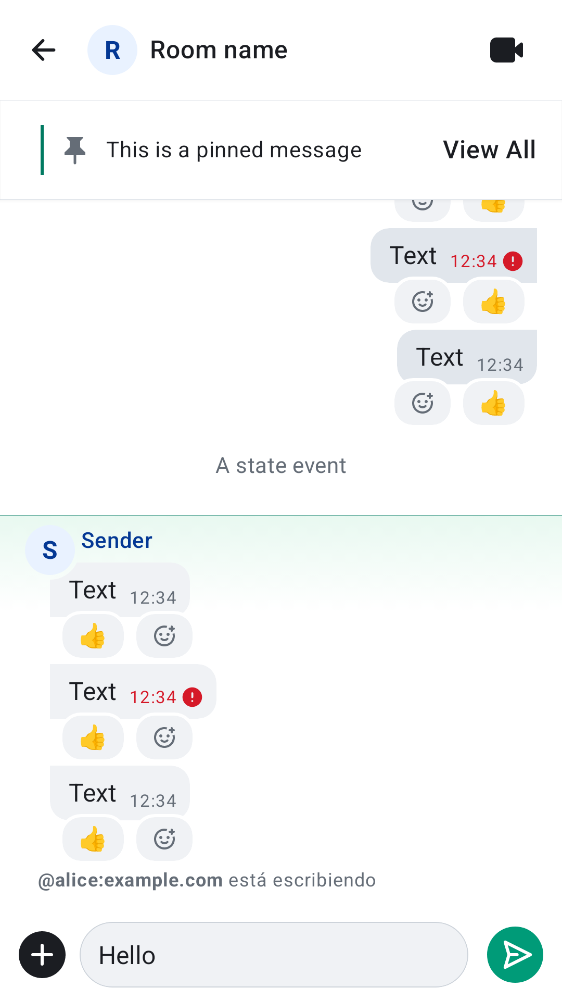 R Room name
This is a pinned message View All
Text 12:34
Text 12:34
A state event
S Sender
Text 12:34
Text 12:34
Text 12:34
@alice:example.com está escribiendo
Hello